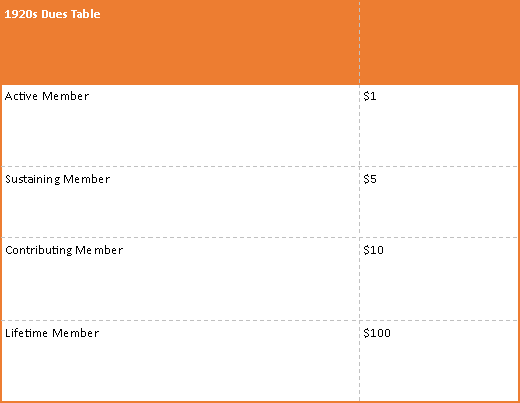 1920s Dues Table
Active Member $1
Sustaining Member $5
Contributing Member $10
Lifetime Member $100